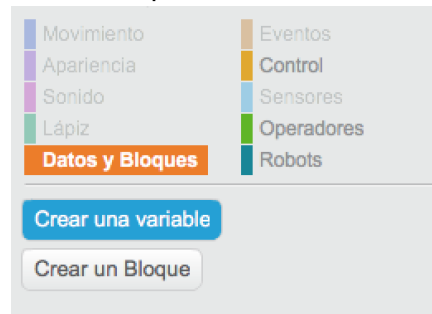 Movimiento
Eventos
Apariencia
Control
Sonido
Sensores
Lápiz
Operadores
Datos y Bloques
Robots
Crear una variable
Crear un Bloque